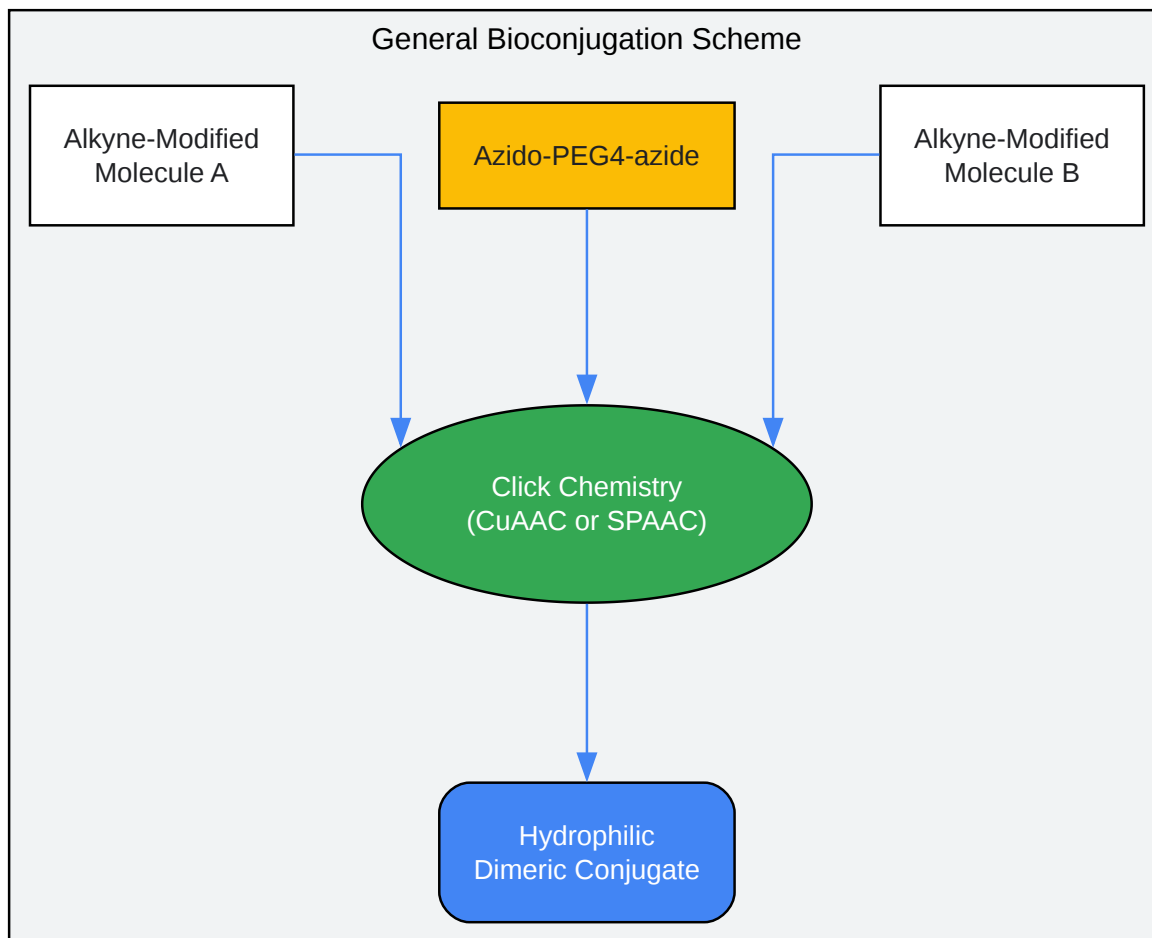 General Bioconjugation Scheme
Alkyne-Modified
Molecule A
Azido-PEG4-azide
Alkyne-Modified
Molecule B
Click Chemistry
(CuAAC or SPAAC)
Hydrophilic
Dimeric Conjugate